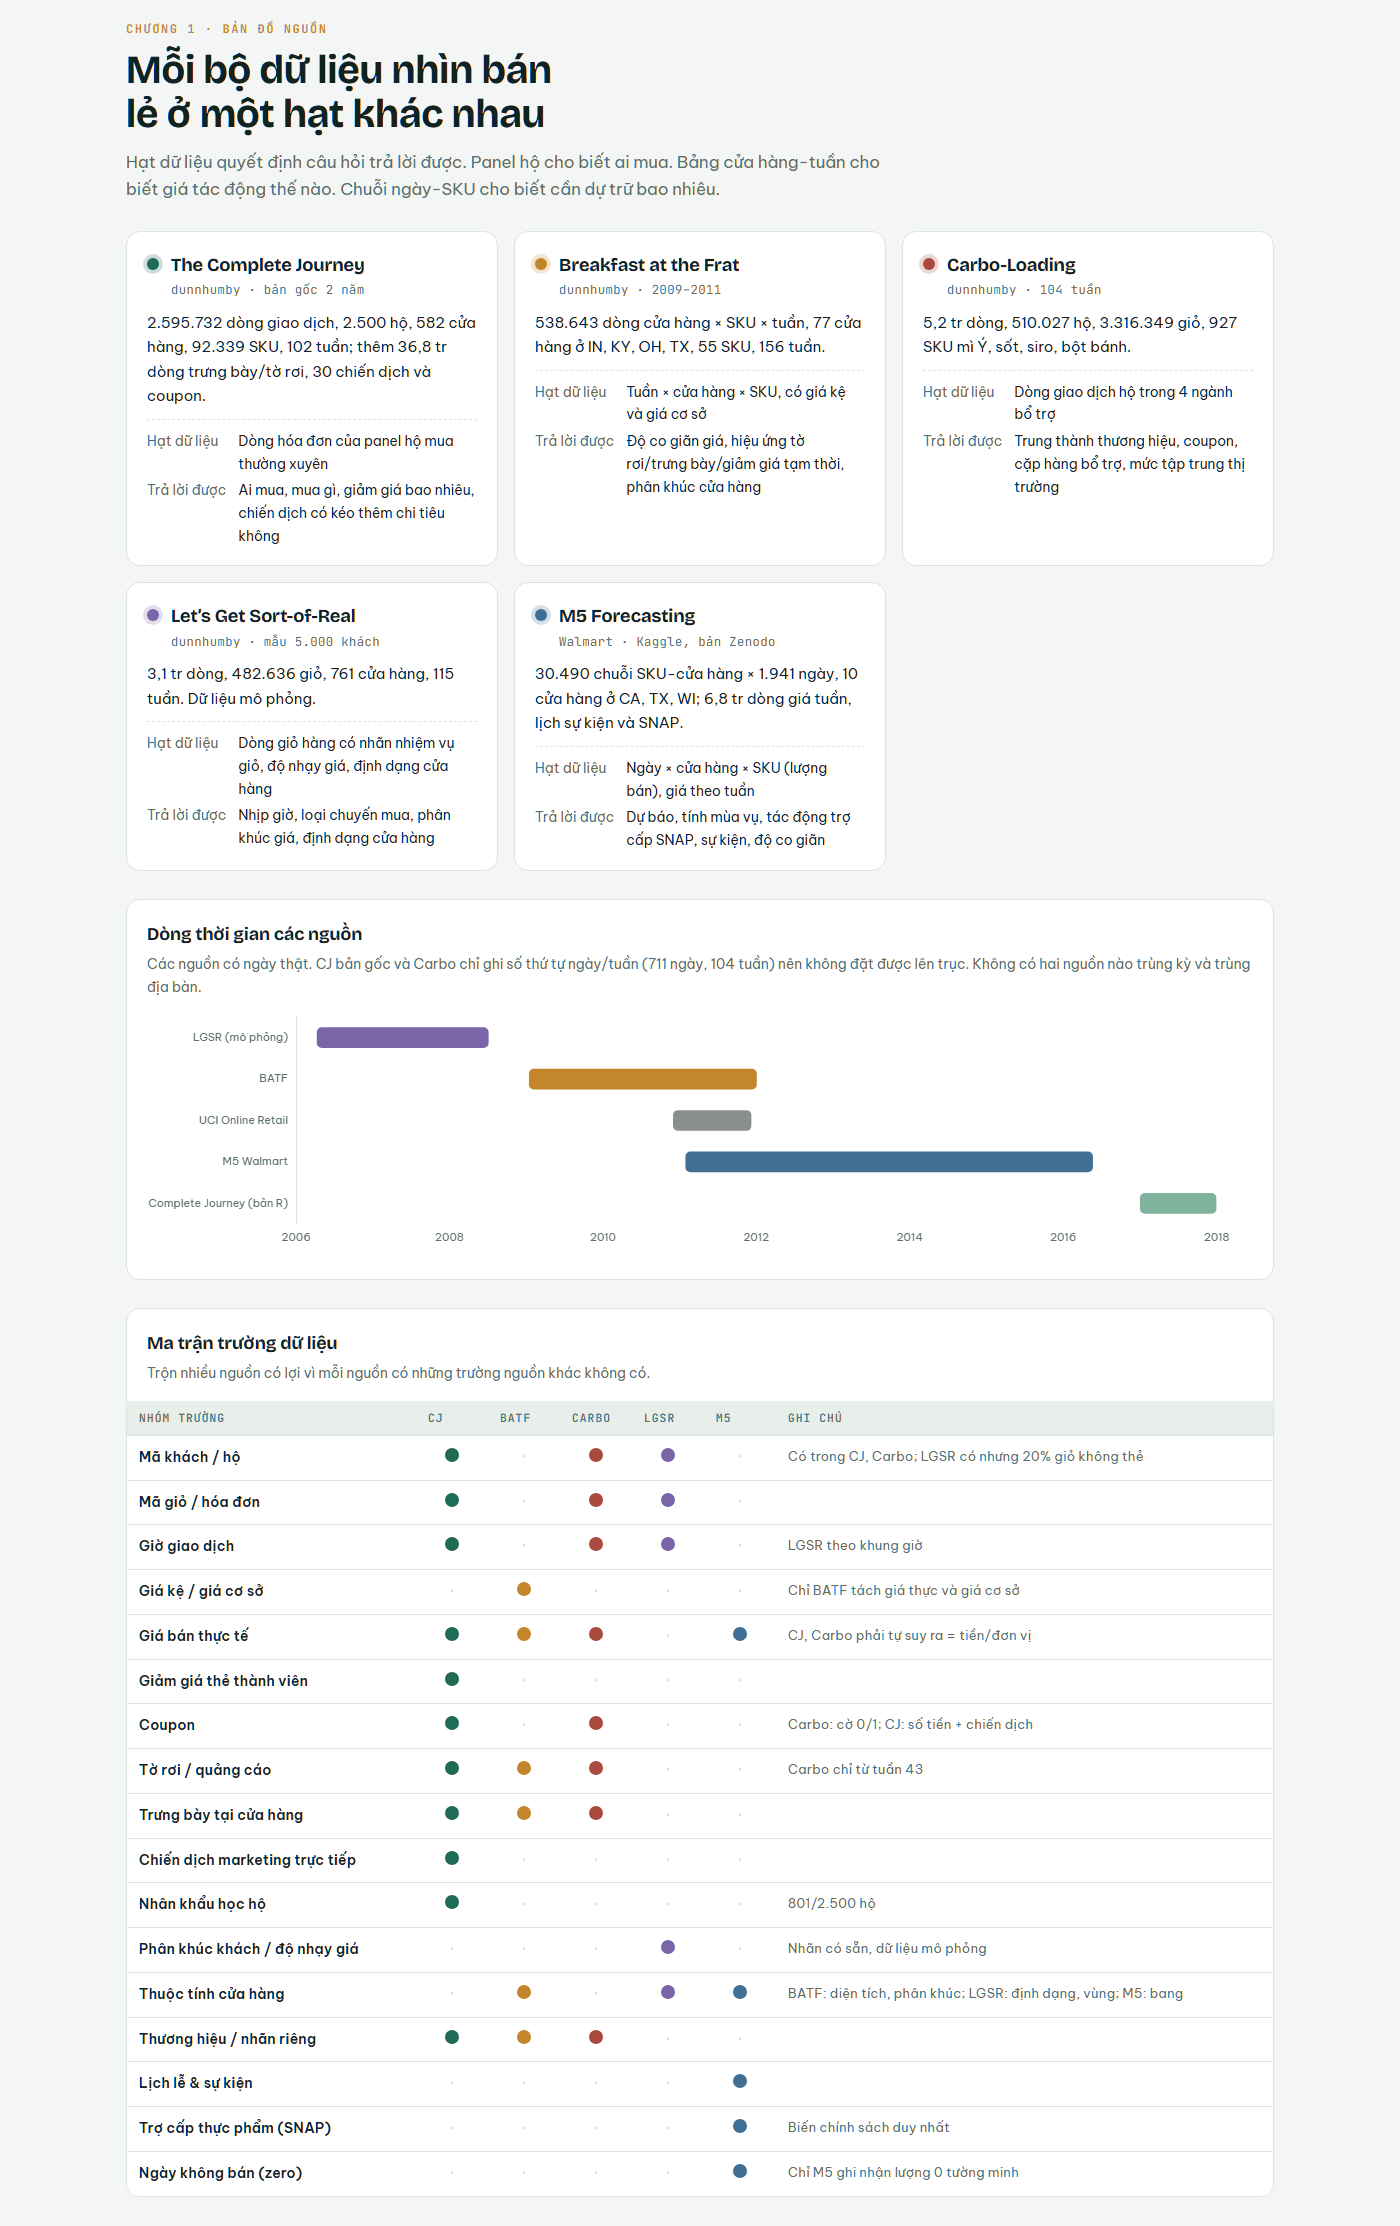 CHƯƠNG 1 · BẢN ĐỒ NGUỒN
Mỗi bộ dữ liệu nhìn bán
lẻ ở một hạt khác nhau
Hạt dữ liệu quyết định câu hỏi trả lời được. Panel hộ cho biết ai mua. Bảng cửa hàng-tuần cho
biết giá tác động thế nào. Chuỗi ngày-SKU cho biết cần dự trữ bao nhiêu.
The Complete Journey
dunnhumby · bản gốc 2 năm
2.595.732 dòng giao dịch, 2.500 hộ, 582 cửa
hàng, 92.339 SKU, 102 tuần; thêm 36,8 tr
dòng trưng bày/tờ rơi, 30 chiến dịch và
coupon.
Hạt dữ liệu Dòng hóa đơn của panel hộ mua
thường xuyên
Trả lời được Ai mua, mua gì, giảm giá bao nhiêu,
chiến dịch có kéo thêm chi tiêu
không
Breakfast at the Frat
dunnhumby · 2009–2011
538.643 dòng cửa hàng × SKU × tuần, 77 cửa
hàng ở IN, KY, OH, TX, 55 SKU, 156 tuần.
Hạt dữ liệu Tuần × cửa hàng × SKU, có giá kệ
và giá cơ sở
Trả lời được Độ co giãn giá, hiệu ứng tờ
rơi/trưng bày/giảm giá tạm thời,
phân khúc cửa hàng
Carbo-Loading
dunnhumby · 104 tuần
5,2 tr dòng, 510.027 hộ, 3.316.349 giỏ, 927
SKU mì Ý, sốt, siro, bột bánh.
Hạt dữ liệu Dòng giao dịch hộ trong 4 ngành
bổ trợ
Trả lời được Trung thành thương hiệu, coupon,
cặp hàng bổ trợ, mức tập trung thị
trường
Let’s Get Sort-of-Real
dunnhumby · mẫu 5.000 khách
3,1 tr dòng, 482.636 giỏ, 761 cửa hàng, 115
tuần. Dữ liệu mô phỏng.
Hạt dữ liệu Dòng giỏ hàng có nhãn nhiệm vụ
giỏ, độ nhạy giá, định dạng cửa
hàng
Trả lời được Nhịp giờ, loại chuyến mua, phân
khúc giá, định dạng cửa hàng
M5 Forecasting
Walmart · Kaggle, bản Zenodo
30.490 chuỗi SKU-cửa hàng × 1.941 ngày, 10
cửa hàng ở CA, TX, WI; 6,8 tr dòng giá tuần,
lịch sự kiện và SNAP.
Hạt dữ liệu Ngày × cửa hàng × SKU (lượng
bán), giá theo tuần
Trả lời được Dự báo, tính mùa vụ, tác động trợ
cấp SNAP, sự kiện, độ co giãn
Dòng thời gian các nguồn
Các nguồn có ngày thật. CJ bản gốc và Carbo chỉ ghi số thứ tự ngày/tuần (711 ngày, 104 tuần) nên không đặt được lên trục. Không có hai nguồn nào trùng kỳ và trùng
địa bàn.
LGSR (mô phỏng)
BATF
UCI Online Retail
M5 Walmart
Complete Journey (bản R)
2006 2008 2010 2012 2014 2016 2018
Ma trận trường dữ liệu
Trộn nhiều nguồn có lợi vì mỗi nguồn có những trường nguồn khác không có.
NHÓM TRƯỜNG CJ BATF CARBO LGSR M5 GHI CHÚ
Mã khách / hộ Có trong CJ, Carbo; LGSR có nhưng 20% giỏ không thẻ
Mã giỏ / hóa đơn
Giờ giao dịch LGSR theo khung giờ
Giá kệ / giá cơ sở Chỉ BATF tách giá thực và giá cơ sở
Giá bán thực tế CJ, Carbo phải tự suy ra = tiền/đơn vị
Giảm giá thẻ thành viên
Coupon Carbo: cờ 0/1; CJ: số tiền + chiến dịch
Tờ rơi / quảng cáo Carbo chỉ từ tuần 43
Trưng bày tại cửa hàng
Chiến dịch marketing trực tiếp
Nhân khẩu học hộ 801/2.500 hộ
Phân khúc khách / độ nhạy giá Nhãn có sẵn, dữ liệu mô phỏng
Thuộc tính cửa hàng BATF: diện tích, phân khúc; LGSR: định dạng, vùng; M5: bang
Thương hiệu / nhãn riêng
Lịch lễ & sự kiện
Trợ cấp thực phẩm (SNAP) Biến chính sách duy nhất
Ngày không bán (zero) Chỉ M5 ghi nhận lượng 0 tường minh